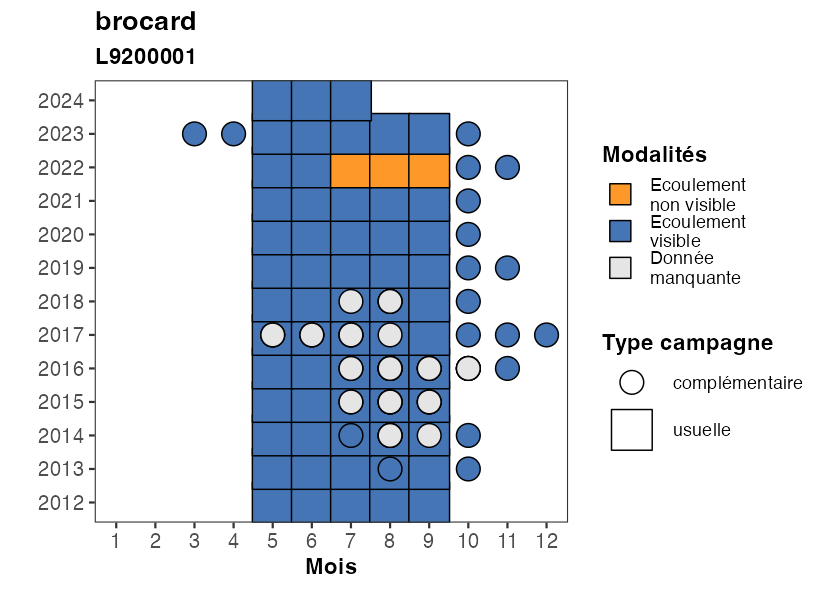 brocard
L9200001
2024
2023
2022
2021
2020
2019
2018
2017
2016
2015
2014
2013
2012
1 2 3 4 5 6 7 8 9 10 11 12
Mois
Modalités
Ecoulement
non visible
Ecoulement
visible
Donnée
manquante
Type campagne
complémentaire
usuelle